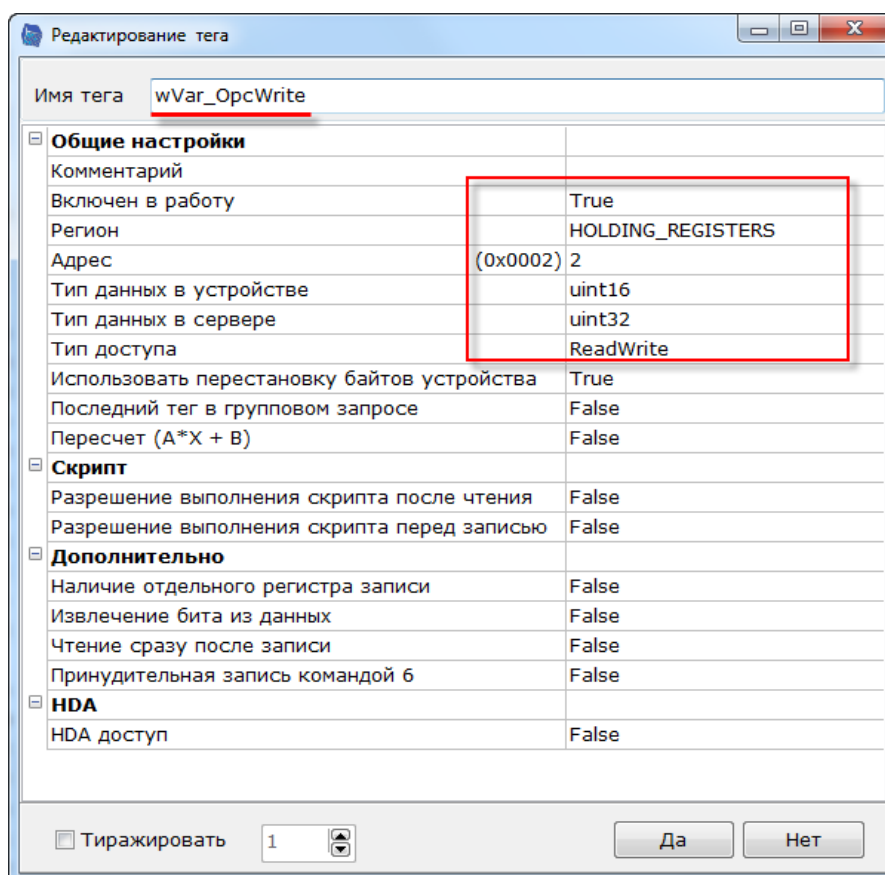 Редактирование тега
Имя тега wVar_OpcWrite
Общие настройки
Комментарий
Включен в работу True
Регион HOLDING_REGISTERS
Адрес (0x0002) 2
Тип данных в устройстве uint16
Тип данных в сервере uint32
Тип доступа ReadWrite
Использовать перестановку байтов устройства True
Последний тег в групповом запросе False
Пересчет (A*X + B) False
Скрипт
Разрешение выполнения скрипта после чтения False
Разрешение выполнения скрипта перед записью False
Дополнительно
Наличие отдельного регистра записи False
Извлечение бита из данных False
Чтение сразу после записи False
Принудительная запись командой 6 False
HDA
HDA доступ False
Тиражировать 1 Да Нет